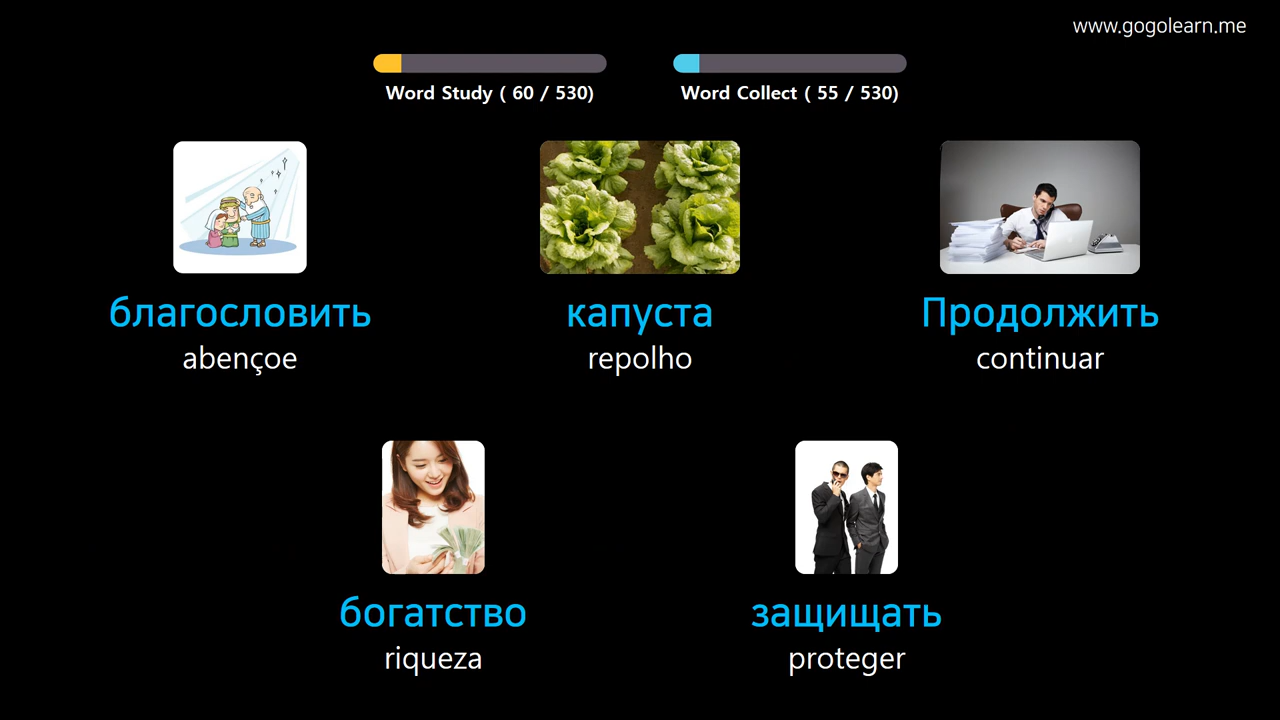 www.gogolearn.me
Word Study ( 60 / 530)
Word Collect ( 55 / 530)
благословить
abençoe
капуста
repolho
Продолжить
continuar
богатство
riqueza
защищать
proteger